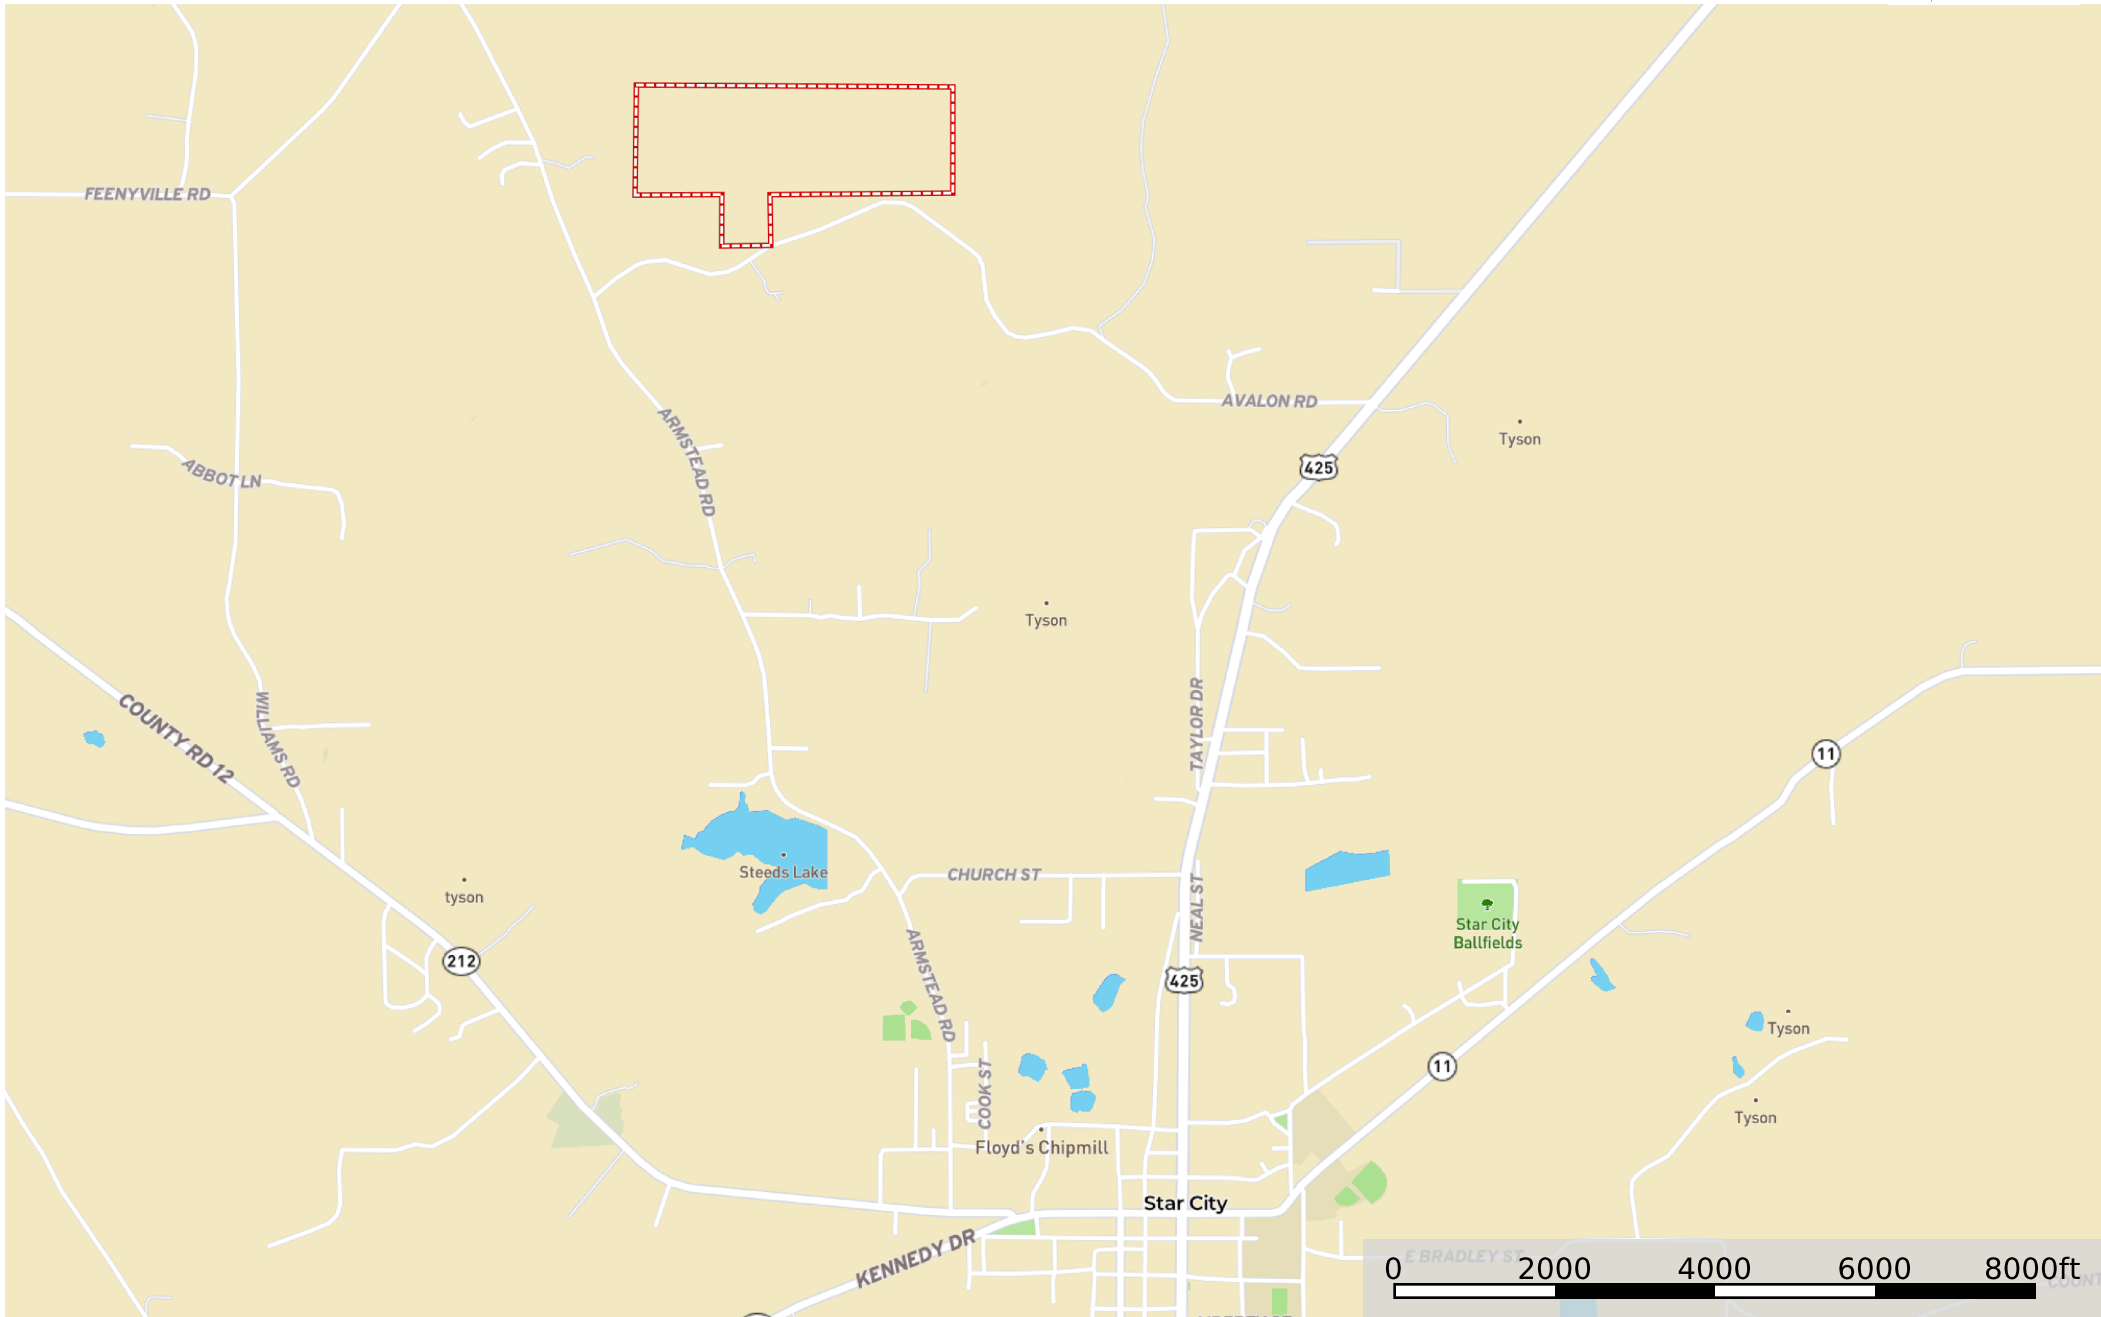 FEENYVILLE RD
AVALON RD
ARMSTEAD RD
Tyson
425
ABBOT LN
Tyson
TAYLOR DR
WILLIAMS RD
COUNTY RD 12
11
Steeds Lake
CHURCH ST
tyson
NEAL ST
Star City
Ballfields
212
ARMSTEAD RD
425
Tyson
11
COOK ST
Tyson
Floyd's Chipmill
Star City
KENNEDY DR
E BRADLEY ST
0 2000 4000 6000 8000ft